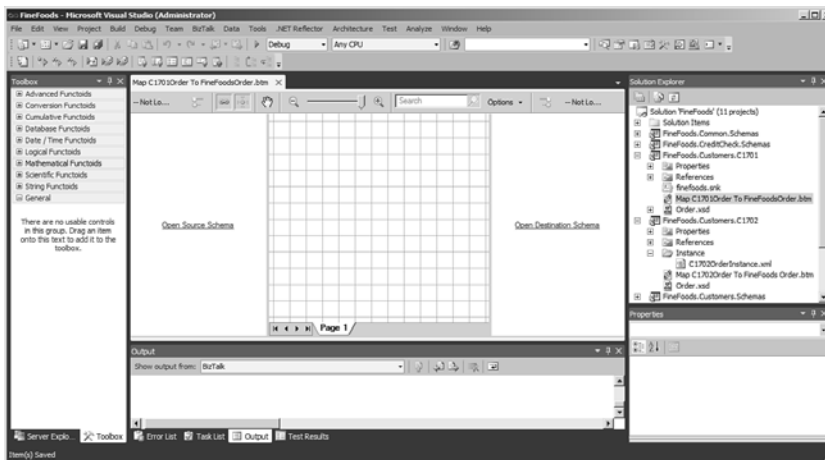 FineFoods - Microsoft Visual Studio (Administrator)
File Edit View Project Build Debug Team BizTalk Data Tools .NET Reflector Architecture Test Analyze Window Help
Debug Any CPU
Toolbox
Advanced Functoids
Conversion Functoids
Cumulative Functoids
Database Functoids
Date / Time Functoids
Logical Functoids
Mathematical Functoids
Scientific Functoids
String Functoids
General
There are no usable controls
in this group. Drag an item
onto this text to add it to the
toolbox.
Server Explo... Toolbox
Map C1701Order To FineFoodsOrder.btm
--Not Lo... Search Options --Not Lo...
Open Source Schema
Open Destination Schema
Page 1
Output
Show output from: BizTalk
Error List Task List Output Test Results
Solution Explorer
Solution 'FineFoods' (11 projects)
Solution Items
FineFoods.Common.Schemas
FineFoods.CreditCheck.Schemas
FineFoods.Customers.C1701
Properties
References
finefoods.snk
Map C1701Order To FineFoodsOrder.btm
Order.xsd
FineFoods.Customers.C1702
Properties
References
Instance
C1702OrderInstance.xml
Map C1702Order To FineFoods Order.btm
Order.xsd
FineFoods.Customers.Schemas
Properties
Item(s) Saved